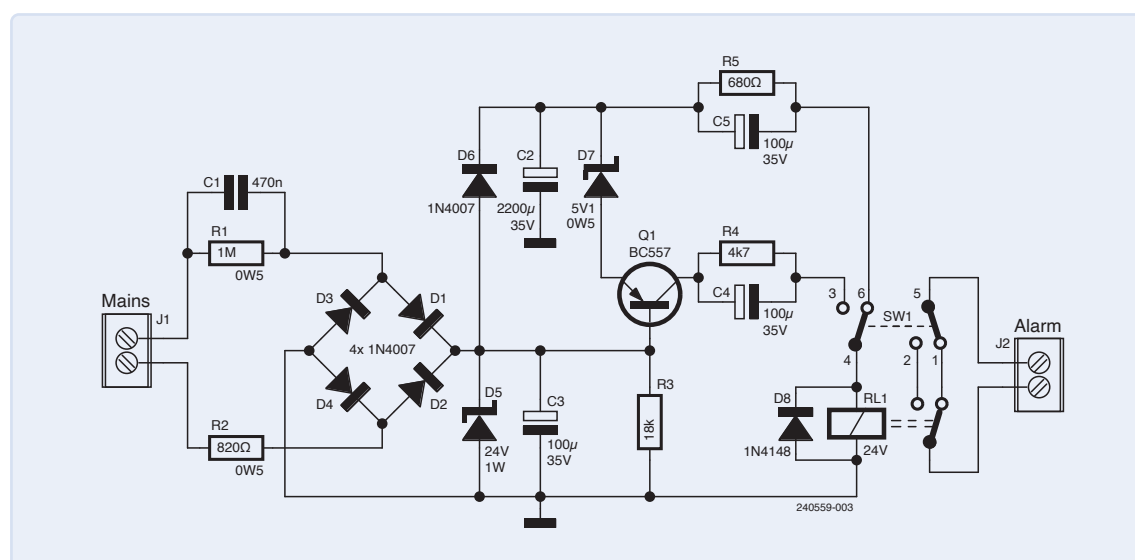 R5
680Ω
C5
100µ
35V
D6
1N4007
C2
2200µ
35V
D7
5V1
0W5
C1
470n
R1
1M
0W5
Q1
BC557
R4
4k7
C4
100µ
35V
3
6
5
SW1
4
2
1
Mains
J1
D3
D1
4x 1N4007
D4
D2
Alarm
J2
R2
820Ω
0W5
D5
24V
1W
C3
100µ
35V
R3
18k
D8
1N4148
RL1
24V
240559-003